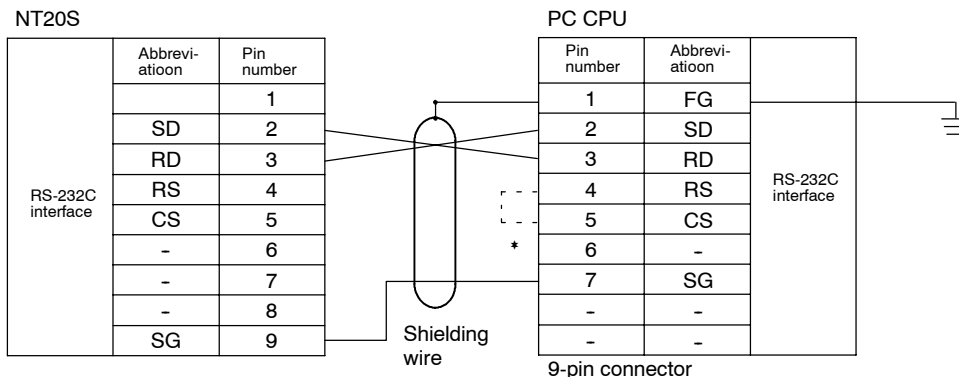 NT20S
PC CPU
RS-232C
interface
Abbrevi-
atioon
Pin
number
1
SD 2
RD 3
RS 4
CS 5
- 6
- 7
- 8
SG 9
Shielding
wire
Pin
number
Abbrevi-
atioon
1 FG
2 SD
3 RD
4 RS
5 CS
6 -
7 SG
- -
- -
*
RS-232C
interface
9-pin connector